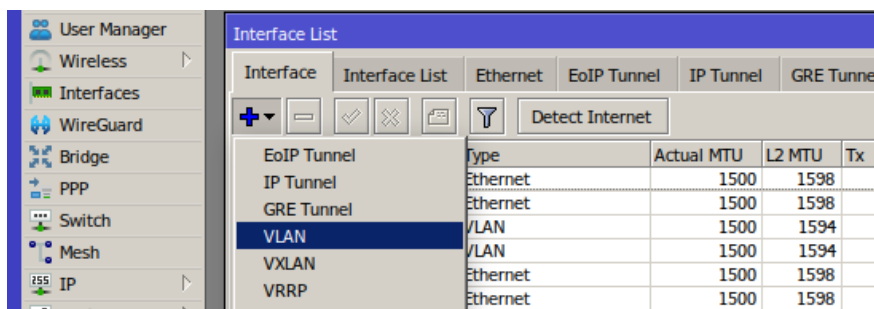 User Manager
Wireless
Interfaces
WireGuard
Bridge
PPP
Switch
Mesh
255 IP
Interface List
Interface Interface List Ethernet EoIP Tunnel IP Tunnel GRE Tunne
Detect Internet
Type Actual MTU L2 MTU Tx
Ethernet 1500 1598
Ethernet 1500 1598
VLAN 1500 1594
VLAN 1500 1594
Ethernet 1500 1598
Ethernet 1500 1598
EoIP Tunnel
IP Tunnel
GRE Tunnel
VLAN
VXLAN
VRRP